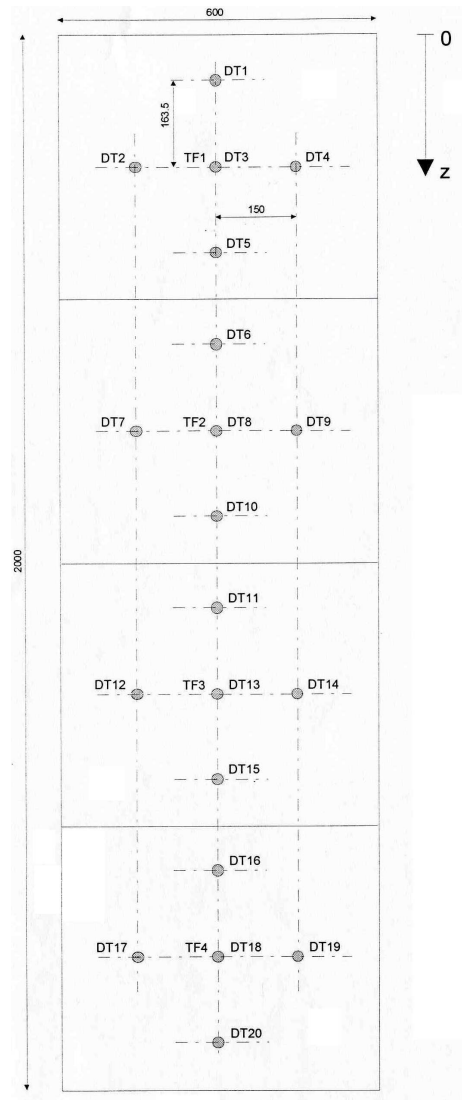 600
0
DT1
163.5
DT2 TF1 DT3 DT4
z
150
DT5
DT6
DT7 TF2 DT8 DT9
DT10
2000
DT11
DT12 TF3 DT13 DT14
DT15
DT16
DT17 TF4 DT18 DT19
DT20